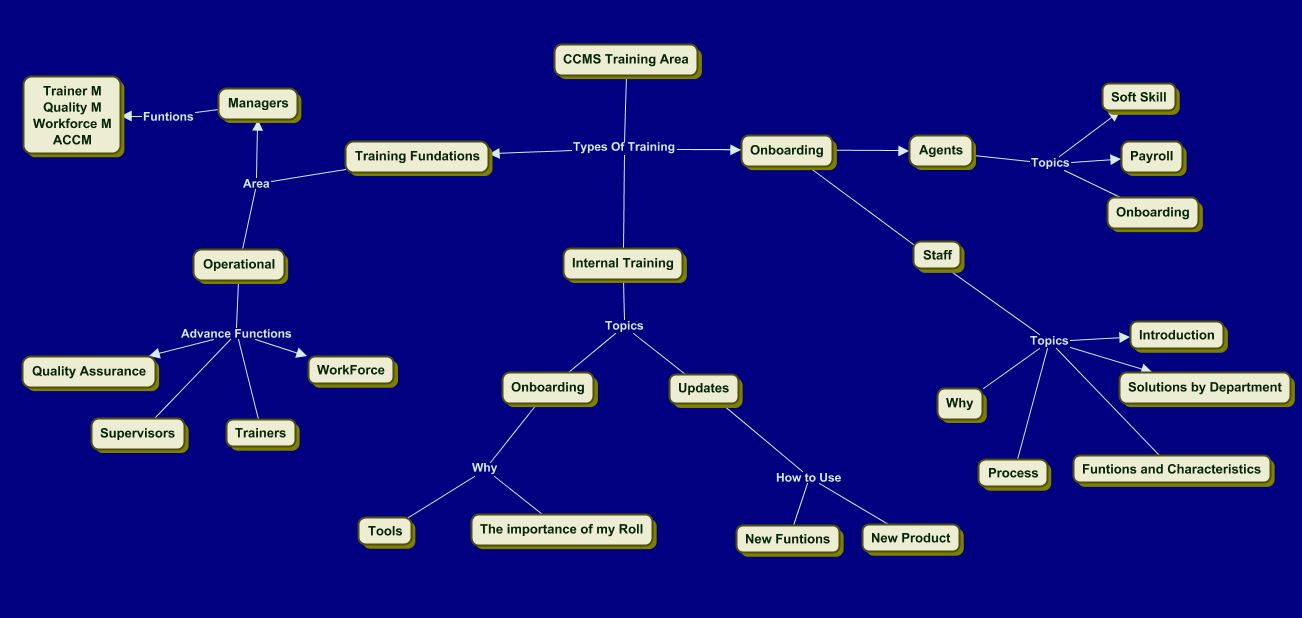 CCMS Training Area
Trainer M
Quality M
Workforce M
ACCM
Funtions
Managers
Training Fundations
Types Of Training
Onboarding
Agents
Topics
Soft Skill
Payroll
Onboarding
Area
Operational
Internal Training
Staff
Advance Functions
Quality Assurance
WorkForce
Supervisors
Trainers
Topics
Onboarding
Updates
Why
Tools
The importance of my Roll
How to Use
New Funtions
New Product
Topics
Introduction
Solutions by Department
Why
Process
Funtions and Characteristics